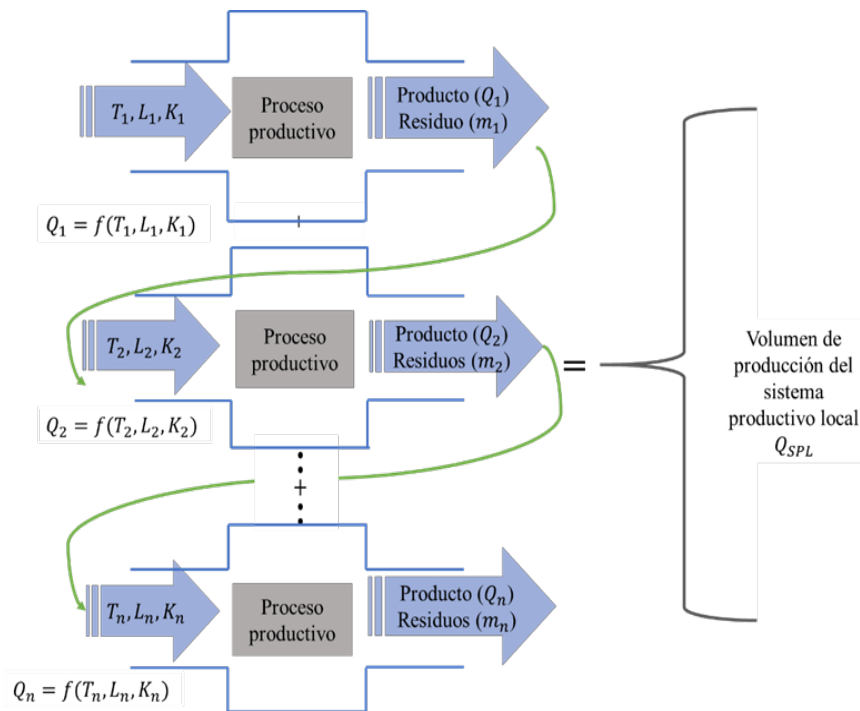 T₁, L₁, K₁
Proceso
productivo
Producto (Q₁)
Residuo (m₁)
Q₁ = f(T₁, L₁, K₁)
+
T₂, L₂, K₂
Proceso
productivo
Producto (Q₂)
Residuos (m₂)
=
Volumen de
producción del
sistema
productivo local
Q_SPL
Q₂ = f(T₂, L₂, K₂)
+
Tₙ, Lₙ, Kₙ
Proceso
productivo
Producto (Qₙ)
Residuos (mₙ)
Qₙ = f(Tₙ, Lₙ, Kₙ)